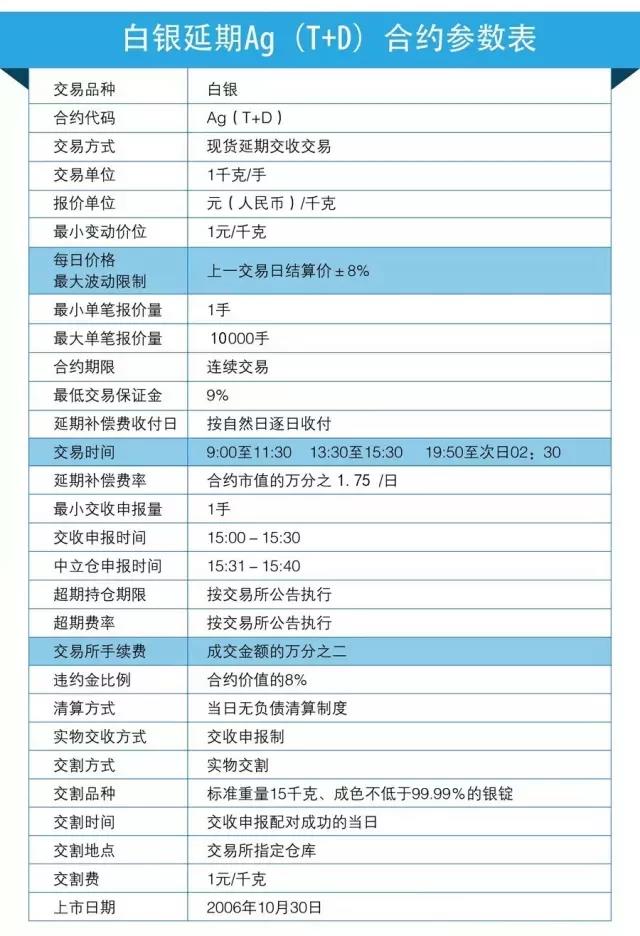 白银延期Ag（T+D）合约参数表
交易品种 白银
合约代码 Ag（T+D）
交易方式 现货延期交收交易
交易单位 1千克/手
报价单位 元（人民币）/千克
最小变动价位 1元/千克
每日价格
最大波动限制 上一交易日结算价±8%
最小单笔报价量 1手
最大单笔报价量 10000手
合约期限 连续交易
最低交易保证金 9%
延期补偿费收付日 按自然日逐日收付
交易时间 9:00至11:30 13:30至15:30 19:50至次日02；30
延期补偿费率 合约市值的万分之 1.75 /日
最小交收申报量 1手
交收申报时间 15:00－15:30
中立仓申报时间 15:31－15:40
超期持仓期限 按交易所公告执行
超期费率 按交易所公告执行
交易所手续费 成交金额的万分之二
违约金比例 合约价值的8%
清算方式 当日无负债清算制度
实物交收方式 交收申报制
交割方式 实物交割
交割品种 标准重量15千克、成色不低于99.99%的银锭
交割时间 交收申报配对成功的当日
交割地点 交易所指定仓库
交割费 1元/千克
上市日期 2006年10月30日